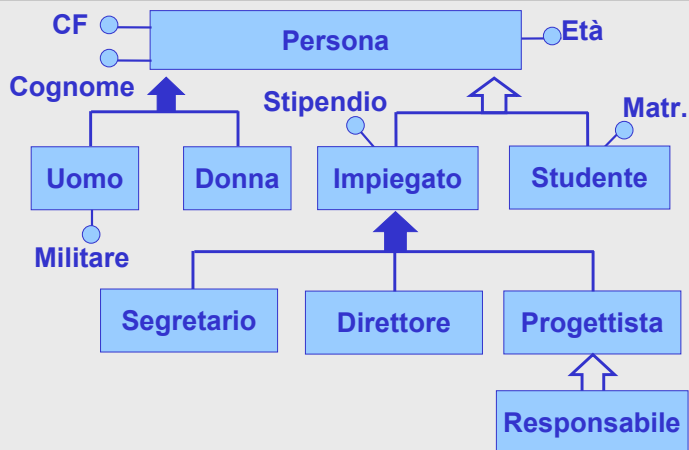 CF
Persona
Età
Cognome
Stipendio
Matr.
Uomo
Donna
Impiegato
Studente
Militare
Segretario
Direttore
Progettista
Responsabile